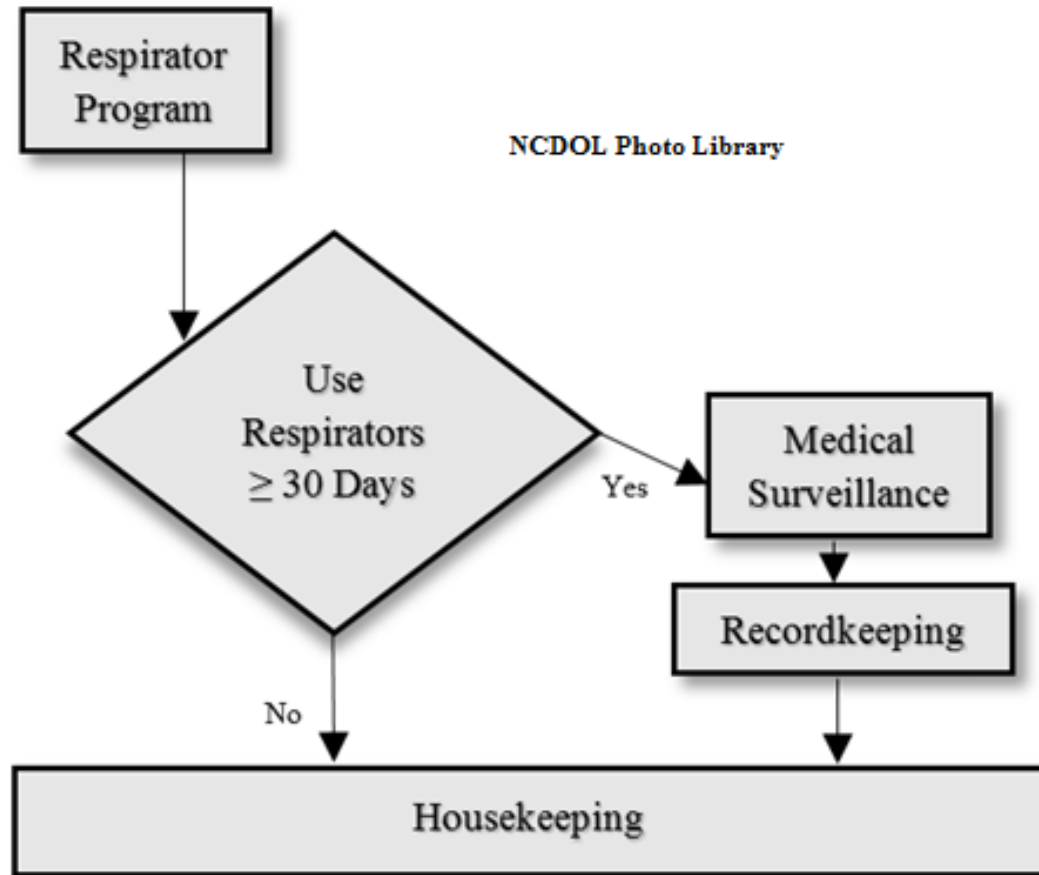 Respirator
Program
NCDOL Photo Library
Use
Respirators
≥ 30 Days
Yes
Medical
Surveillance
Recordkeeping
No
Housekeeping